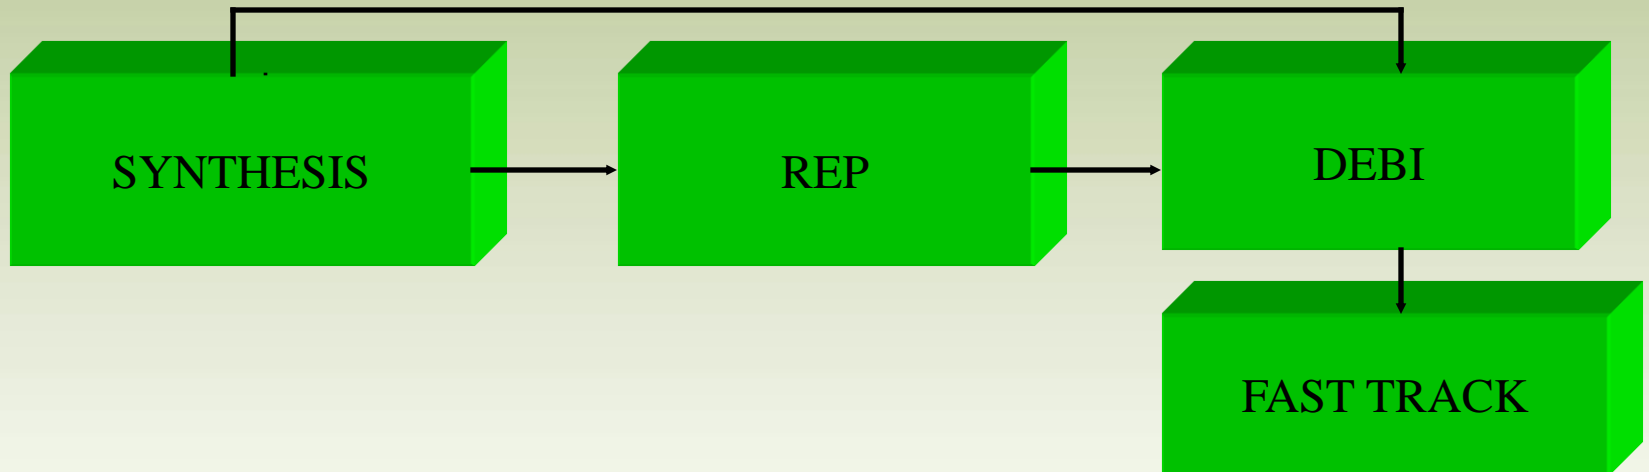 SYNTHESIS
REP
DEBI
FAST TRACK